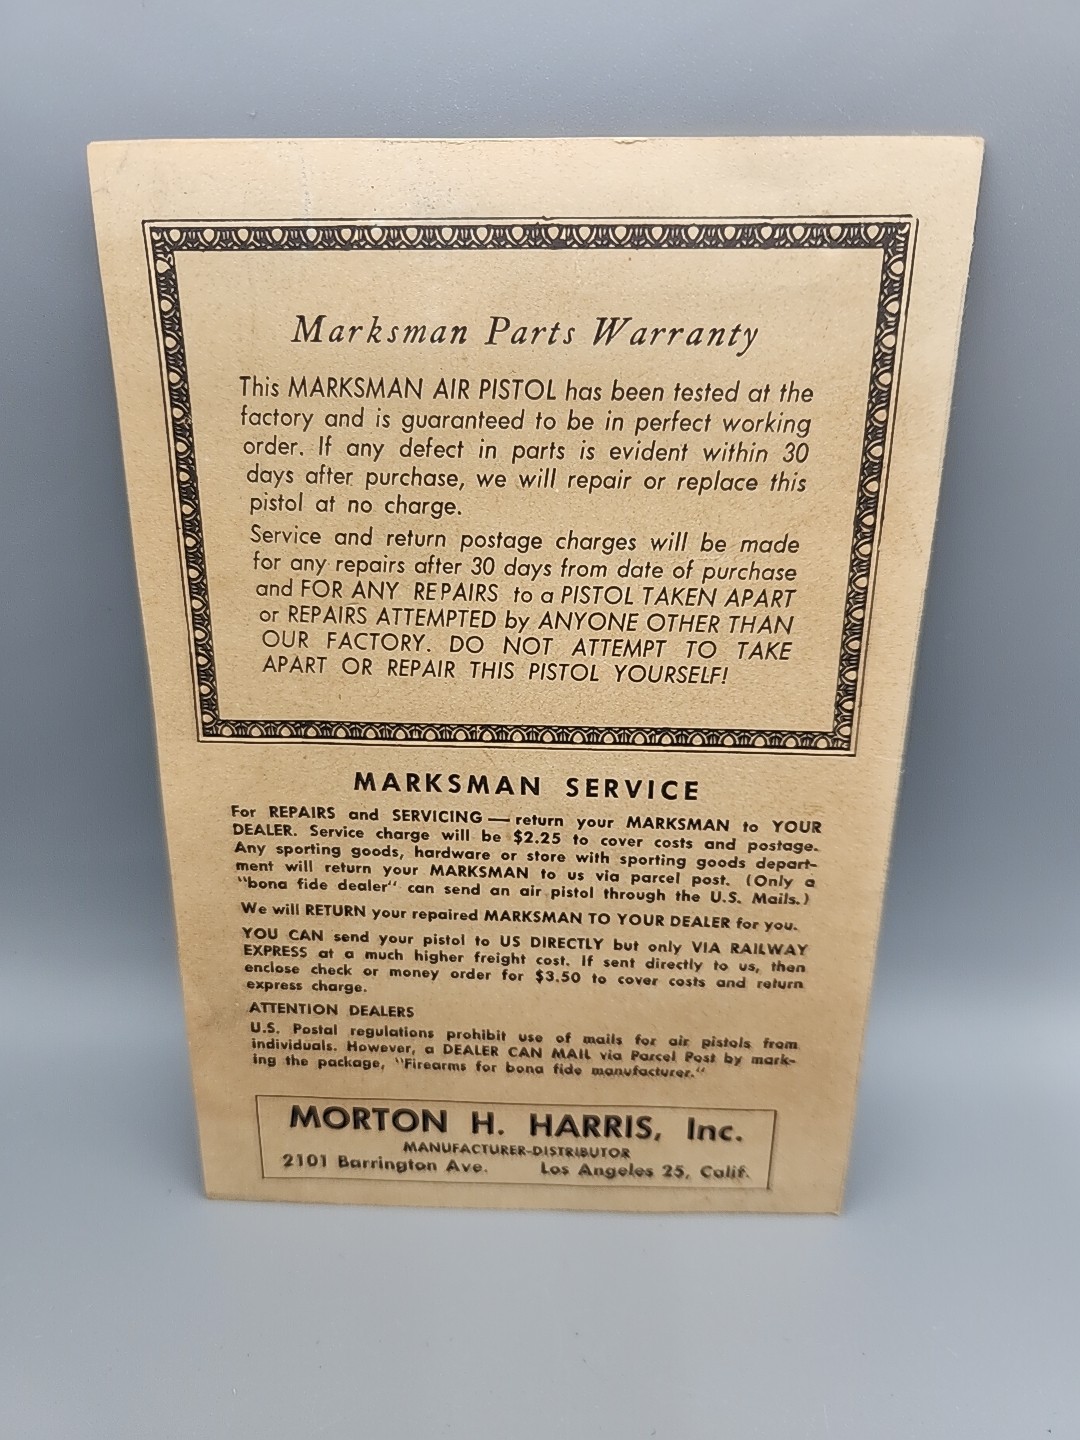 Marksman Parts Warranty
This MARKSMAN AIR PISTOL has been tested at the
factory and is guaranteed to be in perfect working
order. If any defect in parts is evident within 30
days after purchase, we will repair or replace this
pistol at no charge.
Service and return postage charges will be made
for any repairs after 30 days from date of purchase
and FOR ANY REPAIRS to a PISTOL TAKEN APART
or REPAIRS ATTEMPTED by ANYONE OTHER THAN
OUR FACTORY. DO NOT ATTEMPT TO TAKE
APART OR REPAIR THIS PISTOL YOURSELF!
MARKSMAN SERVICE
For REPAIRS and SERVICING — return your MARKSMAN to YOUR
DEALER. Service charge will be $2.25 to cover costs and postage.
Any sporting goods, hardware or store with sporting goods depart-
ment will return your MARKSMAN to us via parcel post. (Only a
"bona fide dealer" can send an air pistol through the U.S. Mails.)
We will RETURN your repaired MARKSMAN TO YOUR DEALER for you.
YOU CAN send your pistol to US DIRECTLY but only VIA RAILWAY
EXPRESS at a much higher freight cost. If sent directly to us, then
enclose check or money order for $3.50 to cover costs and return
express charge.
ATTENTION DEALERS
U.S. Postal regulations prohibit use of mails for air pistols from
individuals. However, a DEALER CAN MAIL via Parcel Post by mark-
ing the package, "Firearms for bona fide manufacturer."
MORTON H. HARRIS, Inc.
MANUFACTURER-DISTRIBUTOR
2101 Barrington Ave. Los Angeles 25, Calif.